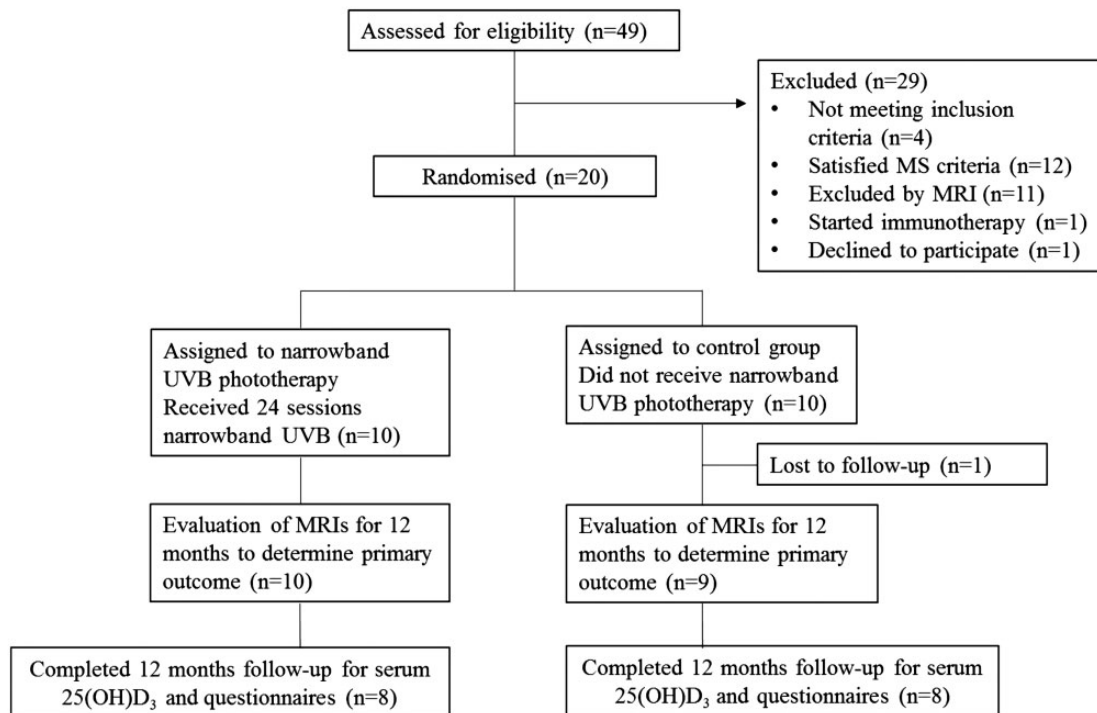 Assessed for eligibility (n=49)
Excluded (n=29)
• Not meeting inclusion
criteria (n=4)
• Satisfied MS criteria (n=12)
• Excluded by MRI (n=11)
• Started immunotherapy (n=1)
• Declined to participate (n=1)
Randomised (n=20)
Assigned to narrowband
UVB phototherapy
Received 24 sessions
narrowband UVB (n=10)
Assigned to control group
Did not receive narrowband
UVB phototherapy (n=10)
Lost to follow-up (n=1)
Evaluation of MRIs for 12
months to determine primary
outcome (n=10)
Evaluation of MRIs for 12
months to determine primary
outcome (n=9)
Completed 12 months follow-up for serum
25(OH)D₃ and questionnaires (n=8)
Completed 12 months follow-up for serum
25(OH)D₃ and questionnaires (n=8)